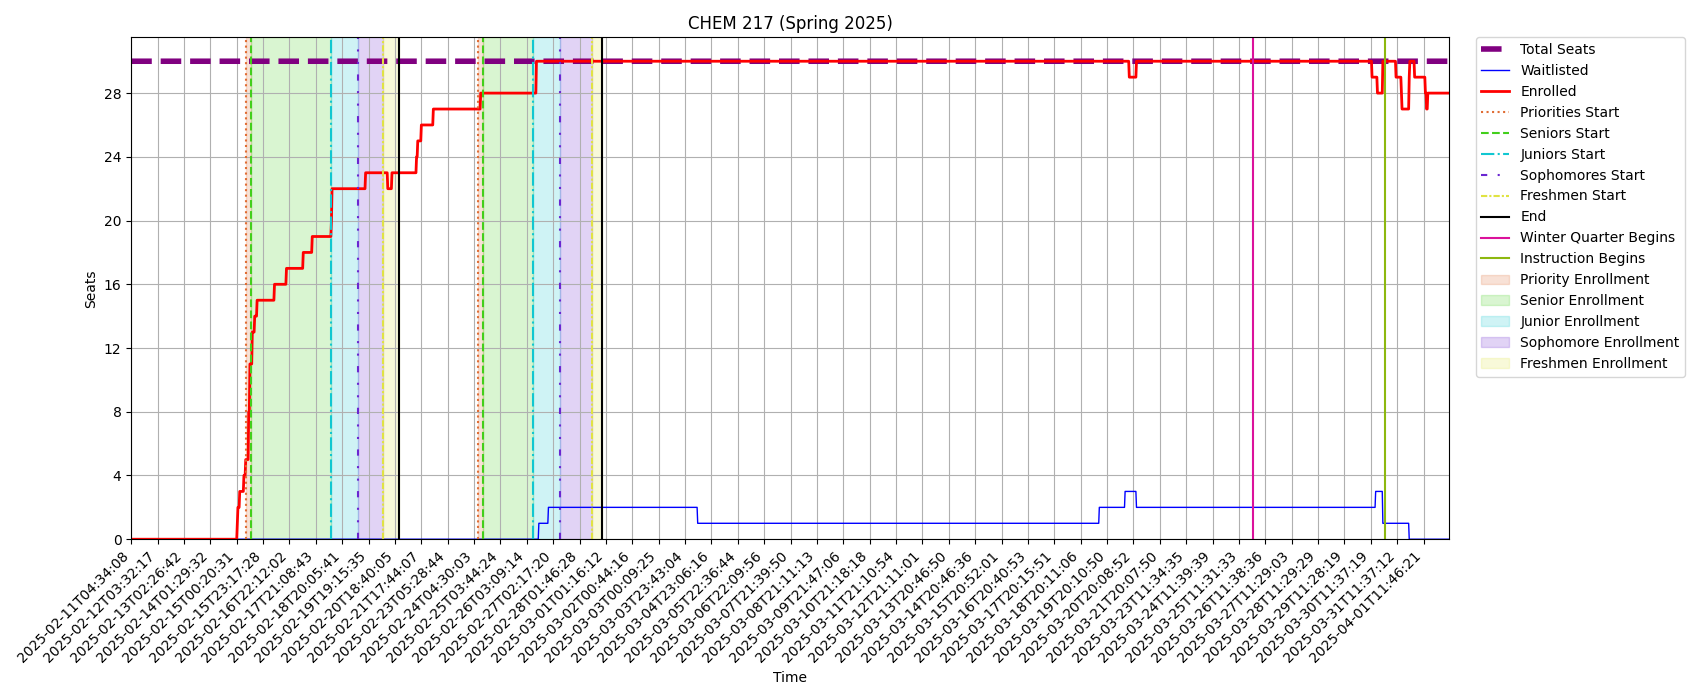 CHEM 217 (Spring 2025)
Seats
28
24
20
16
12
8
4
0
2025-02-11T04:34:08
2025-02-12T03:32:17
2025-02-13T02:26:42
2025-02-14T01:29:32
2025-02-15T00:20:31
2025-02-15T23:17:28
2025-02-16T22:12:02
2025-02-17T21:08:43
2025-02-18T20:05:41
2025-02-19T19:15:35
2025-02-20T18:40:05
2025-02-21T17:44:07
2025-02-23T05:28:44
2025-02-24T04:30:03
2025-02-25T03:44:24
2025-02-26T03:09:14
2025-02-27T02:17:20
2025-02-28T01:46:28
2025-03-01T01:16:12
2025-03-02T00:44:16
2025-03-03T00:09:25
2025-03-03T23:43:04
2025-03-04T23:06:16
2025-03-05T22:36:44
2025-03-06T22:09:56
2025-03-07T21:39:50
2025-03-08T21:11:13
2025-03-09T21:47:06
2025-03-10T21:18:18
2025-03-11T21:10:54
2025-03-12T21:11:01
2025-03-13T20:46:50
2025-03-14T20:46:36
2025-03-15T20:52:01
2025-03-16T20:40:53
2025-03-17T20:15:51
2025-03-18T20:11:06
2025-03-19T20:10:50
2025-03-20T20:08:52
2025-03-21T20:07:50
2025-03-23T11:34:35
2025-03-24T11:39:39
2025-03-25T11:31:33
2025-03-26T11:38:36
2025-03-27T11:29:03
2025-03-28T11:29:29
2025-03-29T11:28:19
2025-03-30T11:37:19
2025-03-31T11:37:12
2025-04-01T11:46:21
Time
Total Seats
Waitlisted
Enrolled
Priorities Start
Seniors Start
Juniors Start
Sophomores Start
Freshmen Start
End
Winter Quarter Begins
Instruction Begins
Priority Enrollment
Senior Enrollment
Junior Enrollment
Sophomore Enrollment
Freshmen Enrollment